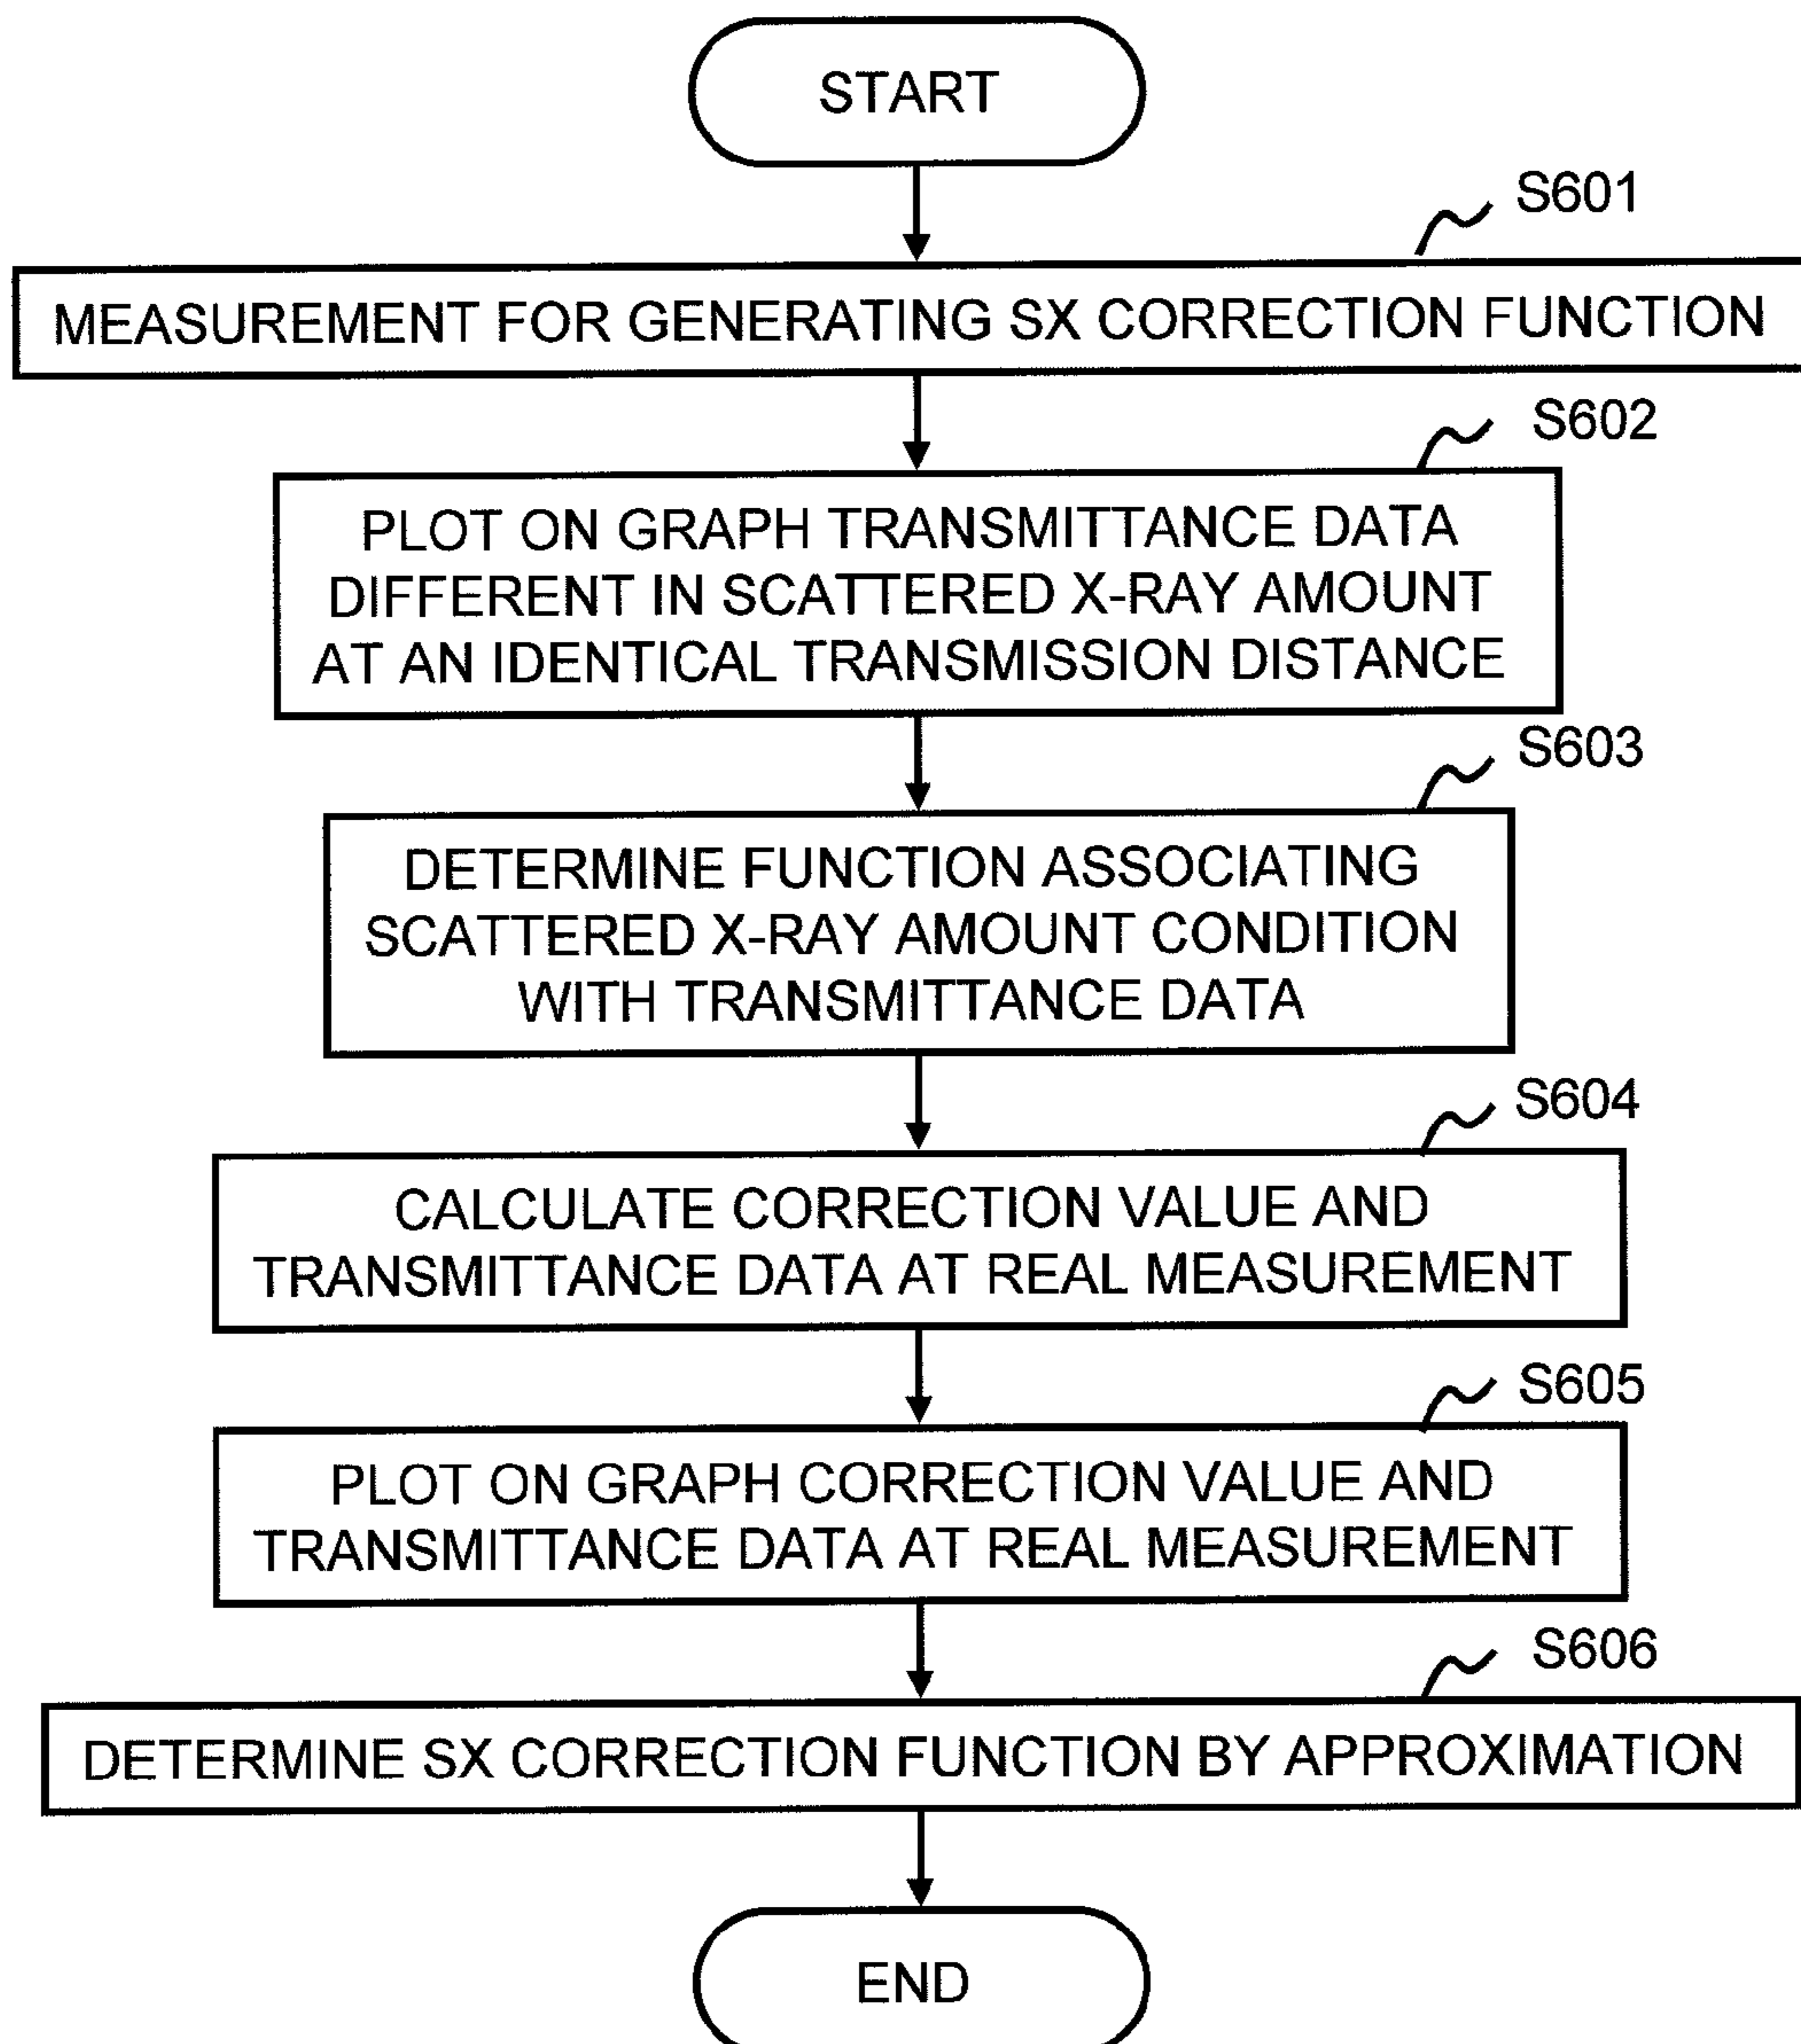 START
S601
MEASUREMENT FOR GENERATING SX CORRECTION FUNCTION
S602
PLOT ON GRAPH TRANSMITTANCE DATA
DIFFERENT IN SCATTERED X-RAY AMOUNT
AT AN IDENTICAL TRANSMISSION DISTANCE
S603
DETERMINE FUNCTION ASSOCIATING
SCATTERED X-RAY AMOUNT CONDITION
WITH TRANSMITTANCE DATA
S604
CALCULATE CORRECTION VALUE AND
TRANSMITTANCE DATA AT REAL MEASUREMENT
S605
PLOT ON GRAPH CORRECTION VALUE AND
TRANSMITTANCE DATA AT REAL MEASUREMENT
S606
DETERMINE SX CORRECTION FUNCTION BY APPROXIMATION
END